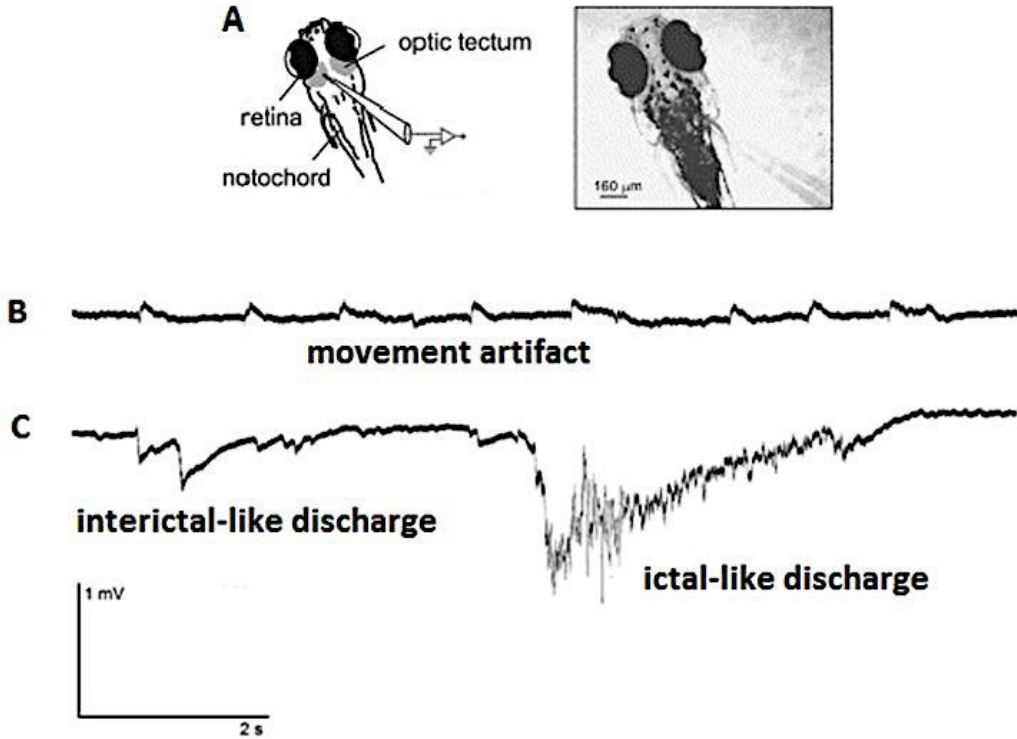 A
optic tectum
retina
notochord
160 µm
B
movement artifact
C
interictal-like discharge
ictal-like discharge
1 mV
2 s